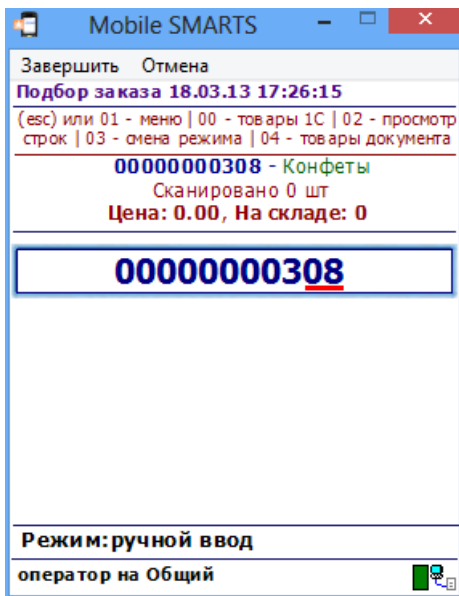 Mobile SMARTS
Завершить Отмена
Подбор заказа 18.03.13 17:26:15
(esc) или 01 - меню | 00 - товары 1С | 02 - просмотр
строк | 03 - смена режима | 04 - товары документа
00000000308 - Конфеты
Сканировано 0 шт
Цена: 0.00, На складе: 0
00000000308
Режим:ручной ввод
оператор на Общий